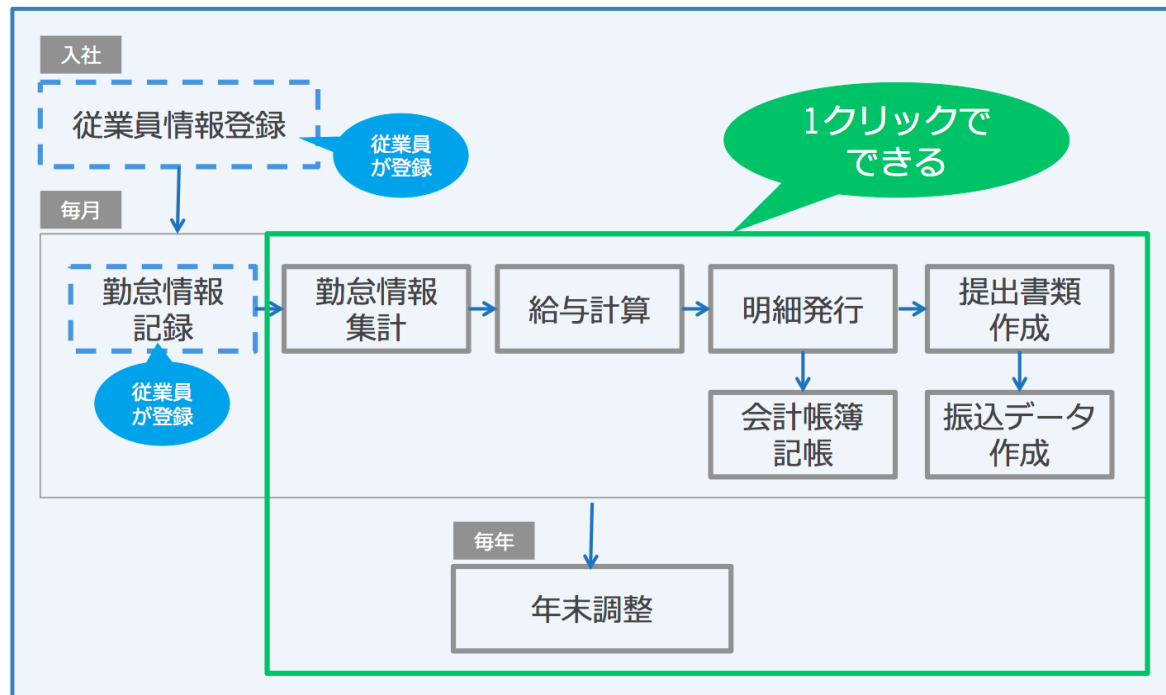 入社
従業員情報登録
従業員
が登録
1クリックで
できる
毎月
勤怠情報
記録
従業員
が登録
勤怠情報
集計
給与計算
明細発行
提出書類
作成
会計帳簿
記帳
振込データ
作成
毎年
年末調整